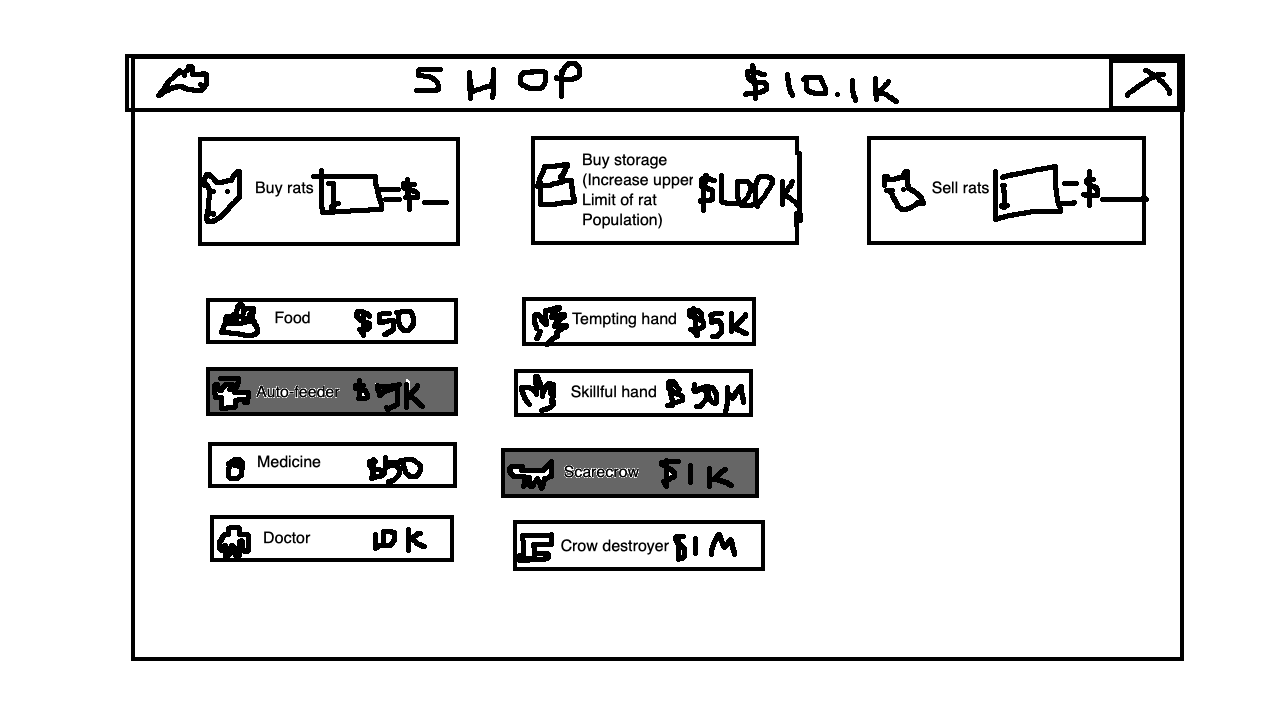 SHOP $10.1K X
Buy rats 1 =$_
Buy storage
(Increase upper
Limit of rat
Population)
$100K
Sell rats 1 =$_
Food $50
Tempting hand $5K
Auto-feeder $5K
Skillful hand $50M
Medicine $50
Scarecrow $1K
Doctor 10K
Crow destroyer $1M